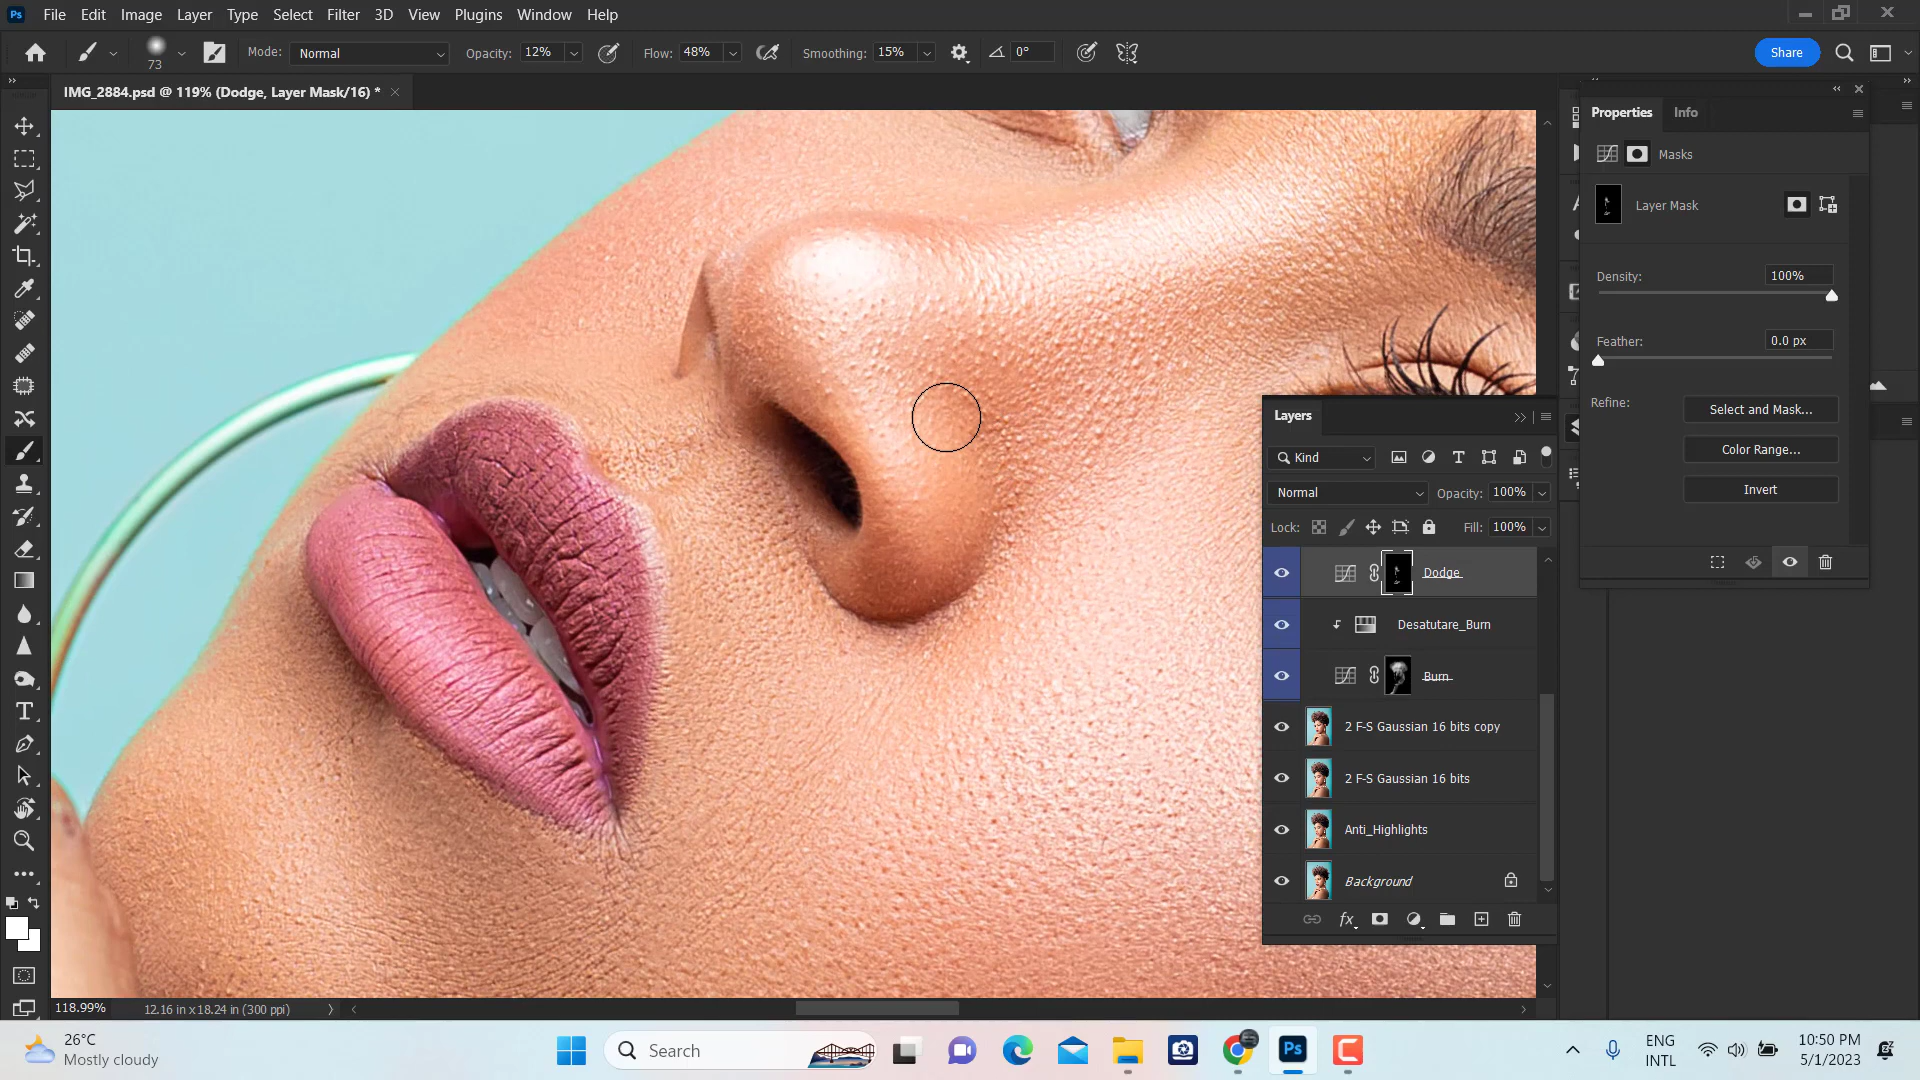 Ps File Edit Image Layer Type Select Filter 3D View Plugins Window Help
73 Mode: Normal Opacity: 12% Flow: 48% Smoothing: 15% 0° Share
IMG_2884.psd @ 119% (Dodge, Layer Mask/16) *
Properties Info
Masks
Layer Mask
Density: 100%
Feather: 0.0 px
Refine: Select and Mask...
Color Range...
Invert
Layers
Kind
Normal Opacity: 100%
Lock: Fill: 100%
Dodge
Desatutare_Burn
Burn
2 F-S Gaussian 16 bits copy
2 F-S Gaussian 16 bits
Anti_Highlights
Background
fx
118.99% 12.16 in x 18.24 in (300 ppi)
26°C
Mostly cloudy
Search
Ps
ENG
INTL
10:50 PM
5/1/2023